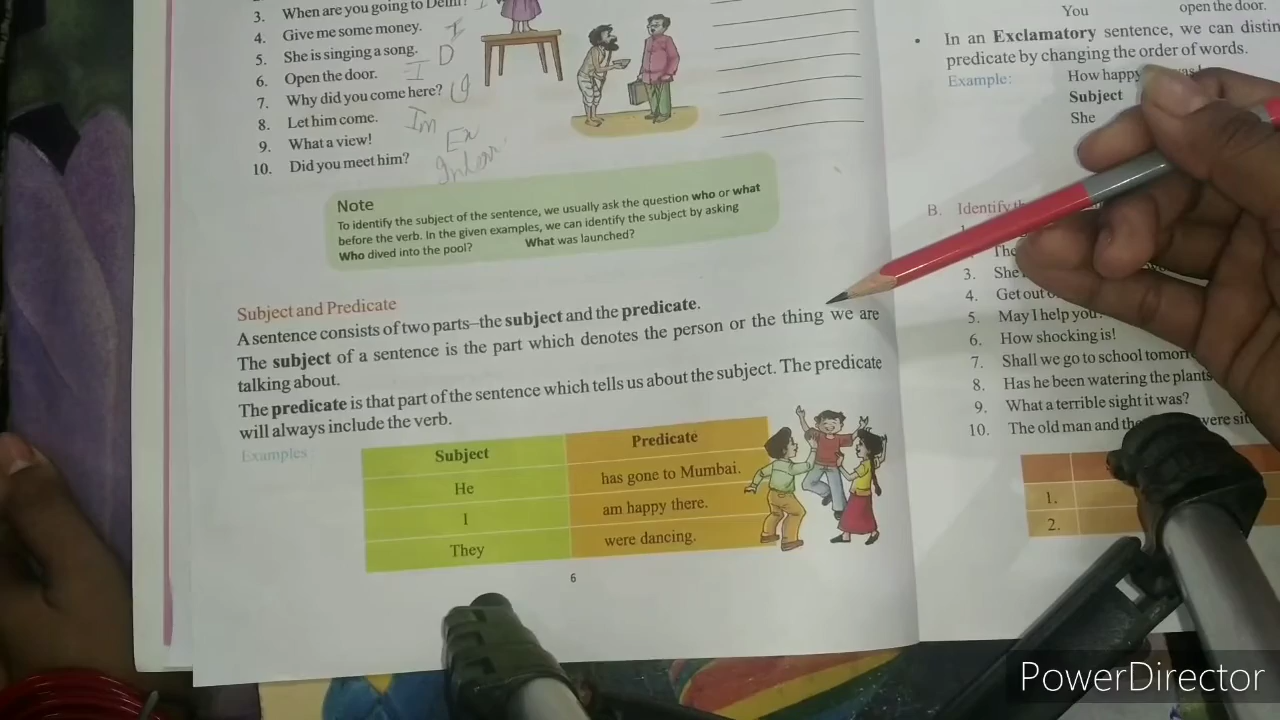 3. When are you going to Delhi?
4. Give me some money. I
5. She is singing a song. D
6. Open the door. I
7. Why did you come here?
8. Let him come. Im
9. What a view! Ex
10. Did you meet him?
Note
To identify the subject of the sentence, we usually ask the question who or what
before the verb. In the given examples, we can identify the subject by asking
Who dived into the pool? What was launched?
Subject and Predicate
A sentence consists of two parts–the subject and the predicate.
The subject of a sentence is the part which denotes the person or the thing we are
talking about.
The predicate is that part of the sentence which tells us about the subject. The predicate
will always include the verb.
Examples
Subject Predicate
He has gone to Mumbai.
I am happy there.
They were dancing.
6
You open the door.
• In an Exclamatory sentence, we can
predicate by changing the order of words.
Example: How happy
Subject
She
B. Identify
3. She
4. Get out
5. May I help you?
6. How shocking is!
7. Shall we go to school
8. Has he been watering the plants
9. What a terrible sight it was?
10. The old man and were
1.
2.
PowerDirector